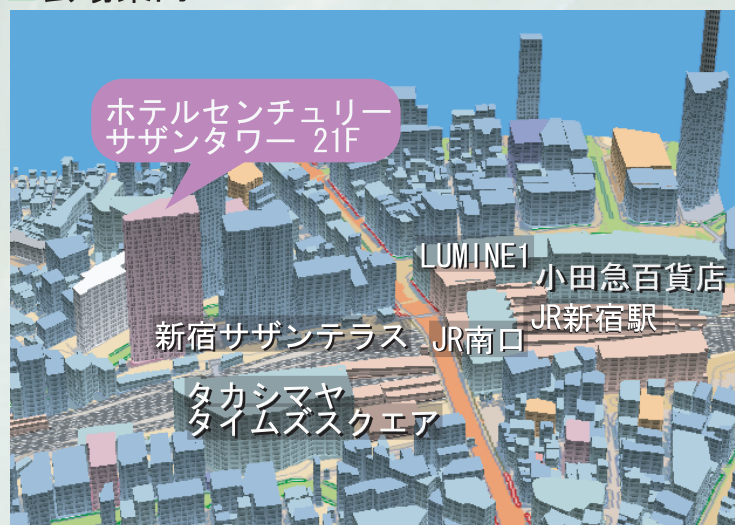 ホテルセンチュリー
サザンタワー 21F
LUMINE1
小田急百貨店
JR新宿駅
新宿サザンテラス
JR南口
タカシマヤ
タイムズスクエア